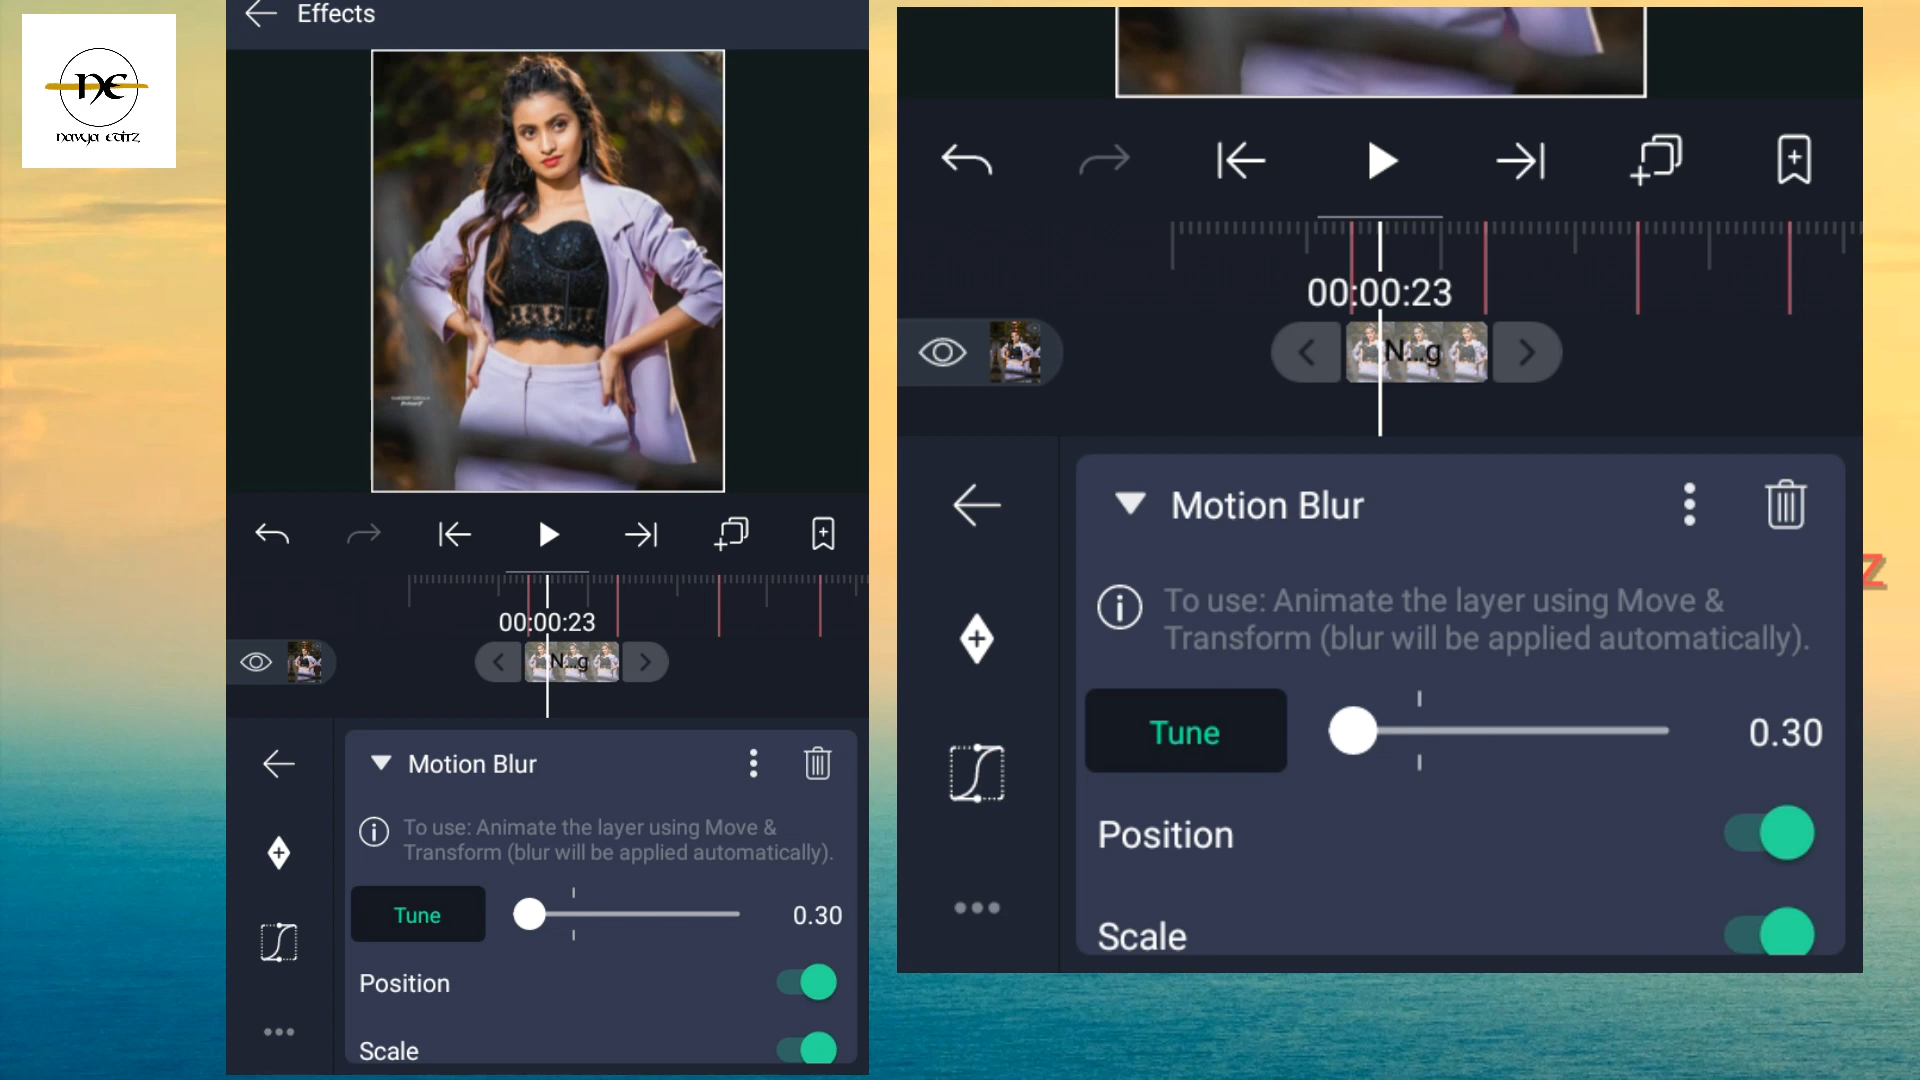 NE
NAVYA EDITZ
Effects
00:00:23
N...g
Motion Blur
To use: Animate the layer using Move &
Transform (blur will be applied automatically).
Tune
0.30
Position
Scale
00:00:23
N...g
Motion Blur
To use: Animate the layer using Move &
Transform (blur will be applied automatically).
Tune
0.30
Position
Scale
Z